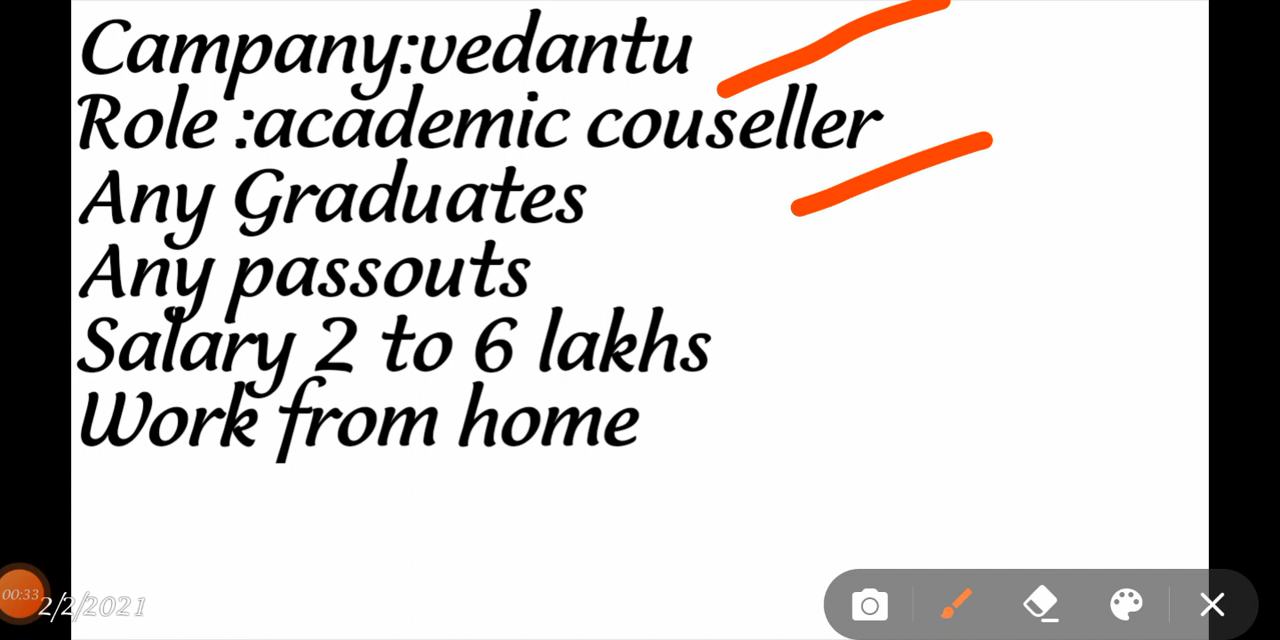 Campany:vedantu
Role :academic couseller
Any Graduates
Any passouts
Salary 2 to 6 lakhs
Work from home
00:33
2/2/2021